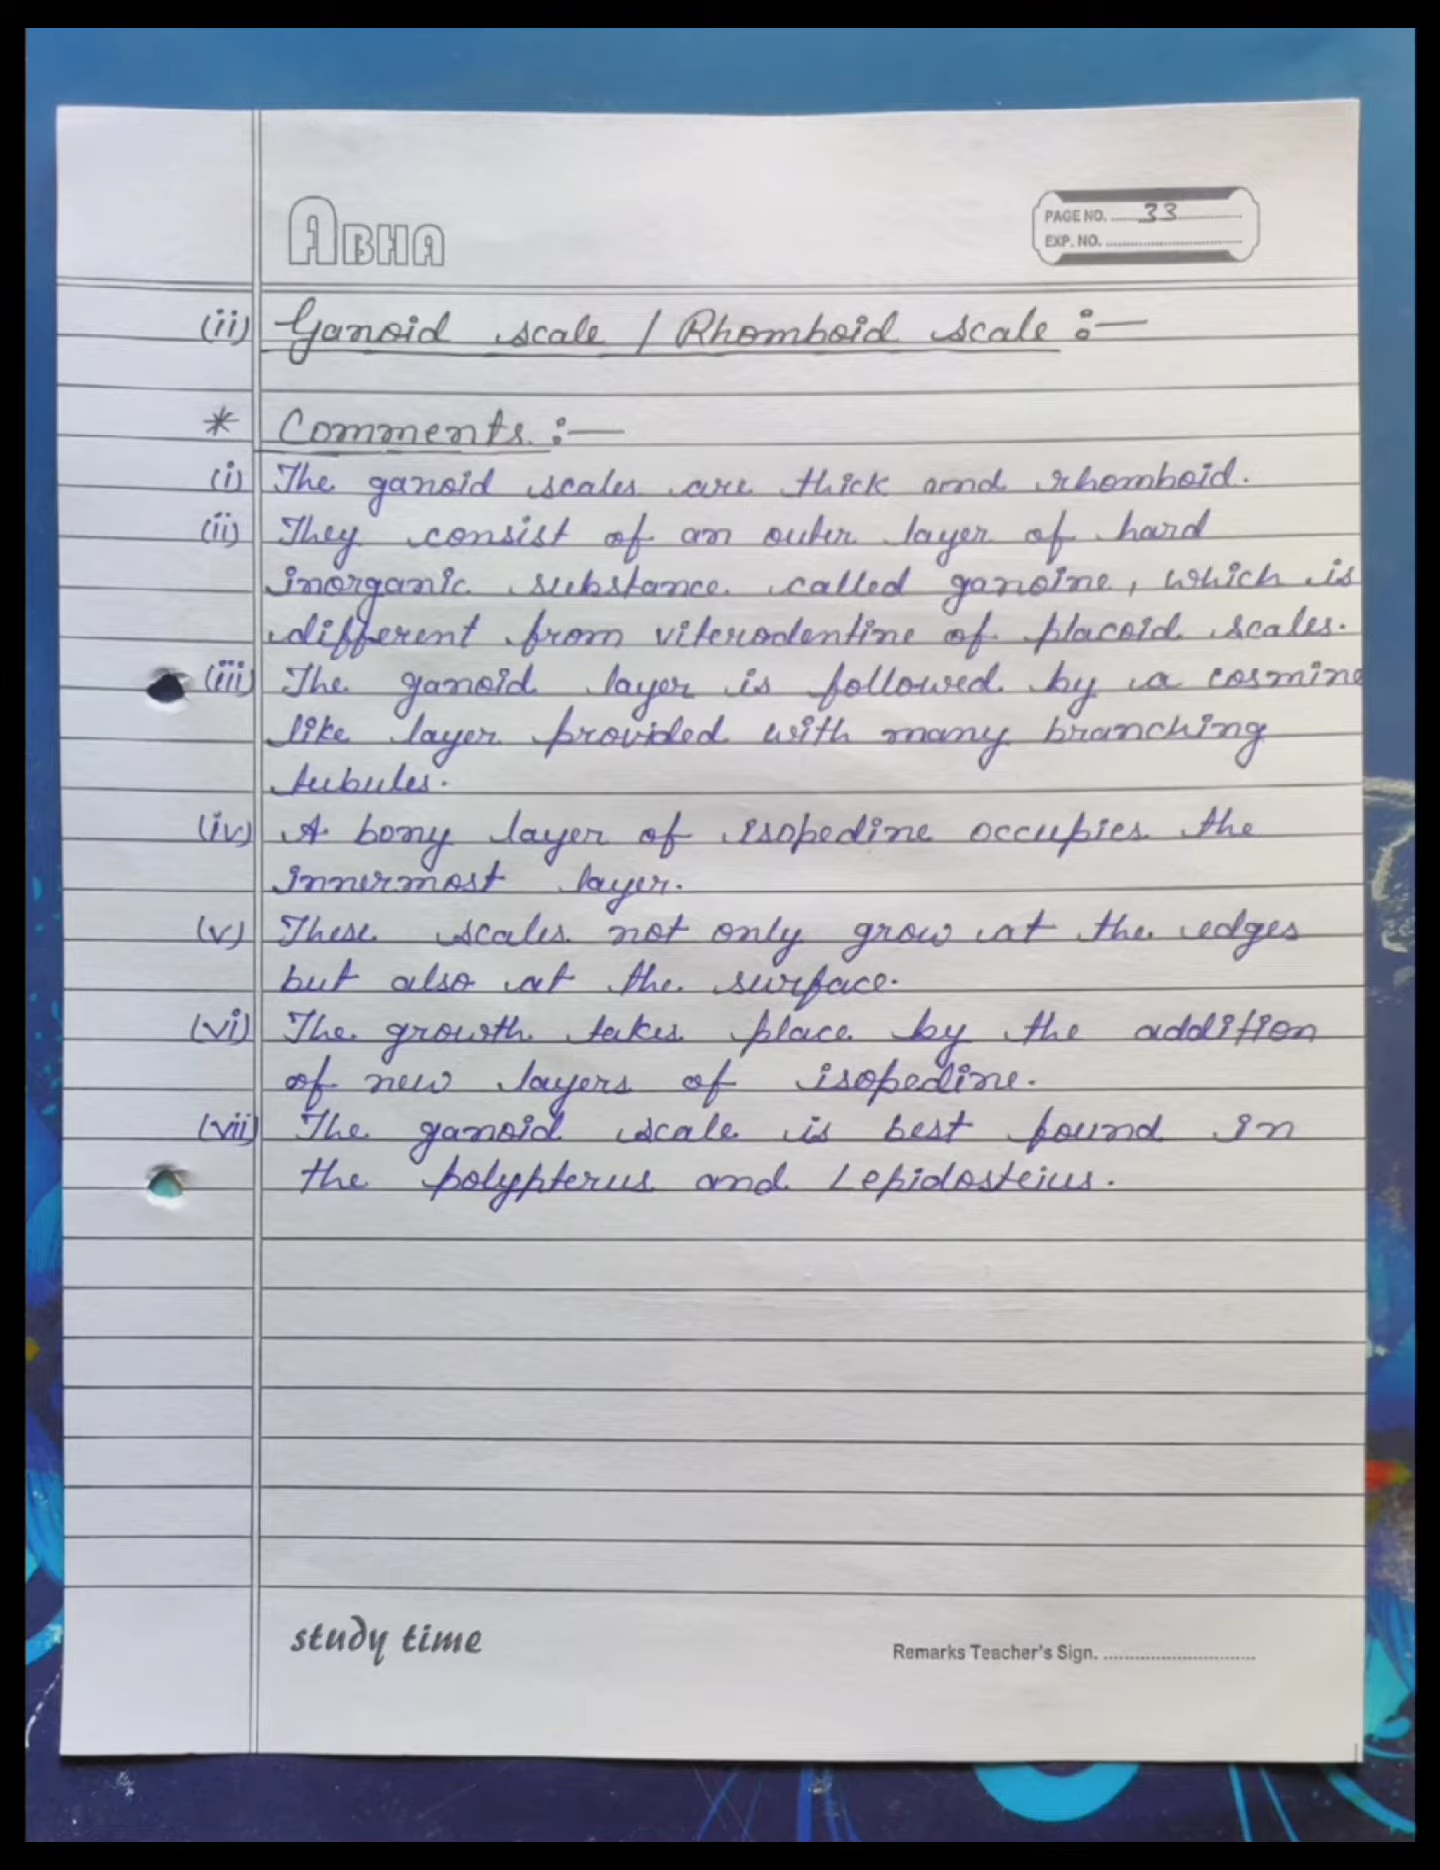 ABHA
PAGE NO. 33
EXP. NO.
(ii) Ganoid scale / Rhomboid scale :—
* Comments :—
(i) The ganoid scales are thick and rhomboid.
(ii) They consist of an outer layer of hard
inorganic substance called ganoine, which is
different from viterodentine of placoid scales.
(iii) The ganoid layer is followed by a cosmine
like layer provided with many branching
tubules.
(iv) A bony layer of isopedine occupies the
innermost layer.
(v) These scales not only grow at the edges
but also at the surface.
(vi) The growth takes place by the addition
of new layers of isopedine.
(vii) The ganoid scale is best found in
the polypterus and Lepidosteius.
study time
Remarks Teacher's Sign.